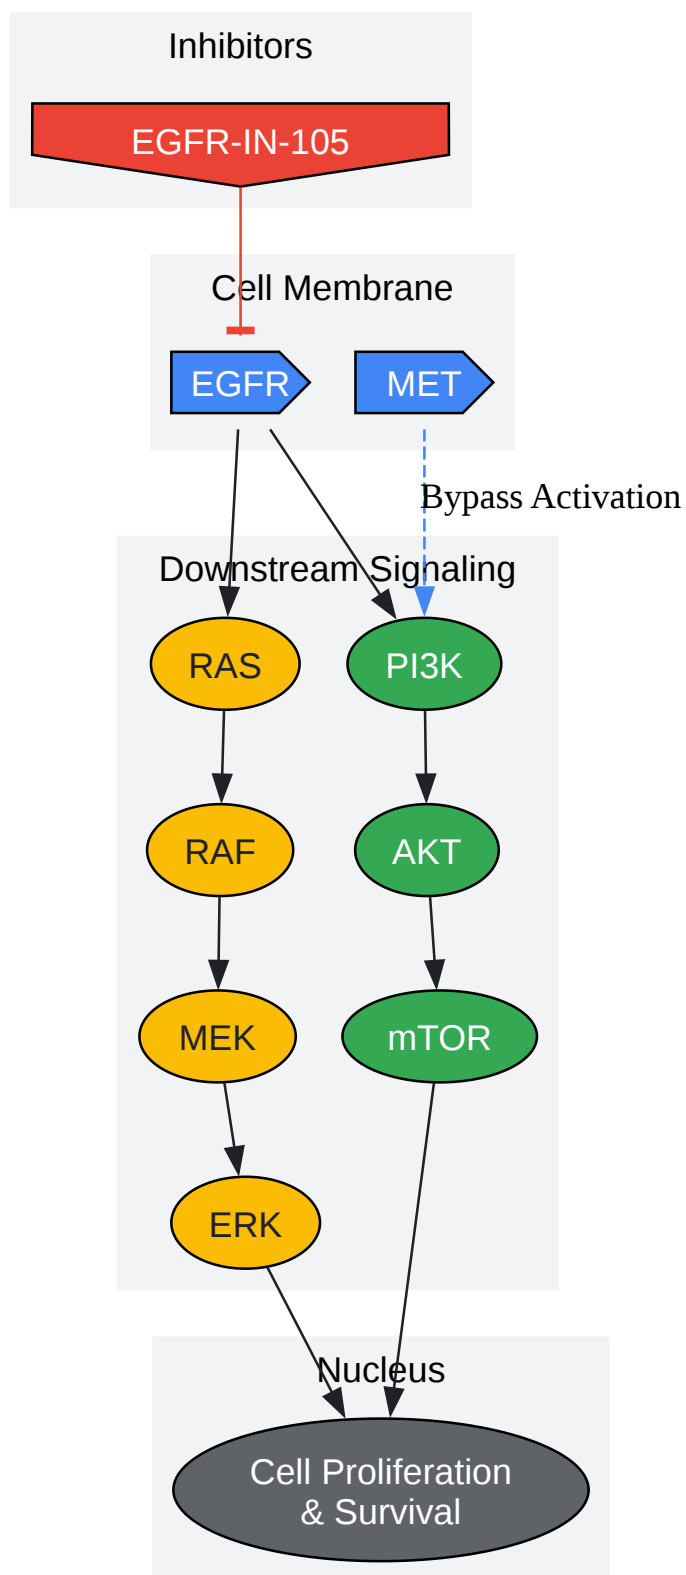 Inhibitors
EGFR-IN-105
Cell Membrane
EGFR
MET
Bypass Activation
Downstream Signaling
RAS
PI3K
RAF
AKT
MEK
mTOR
ERK
Nucleus
Cell Proliferation
& Survival